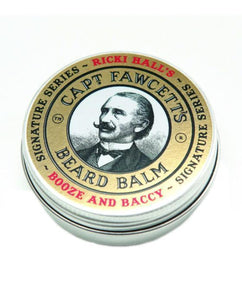 SIGNATURE SERIES ~ RICKI HALL'S ~ SIGNATURE SERIES ~ BOOZE AND BACCY ~
CAPT FAWCETT'S
BEARD BALM